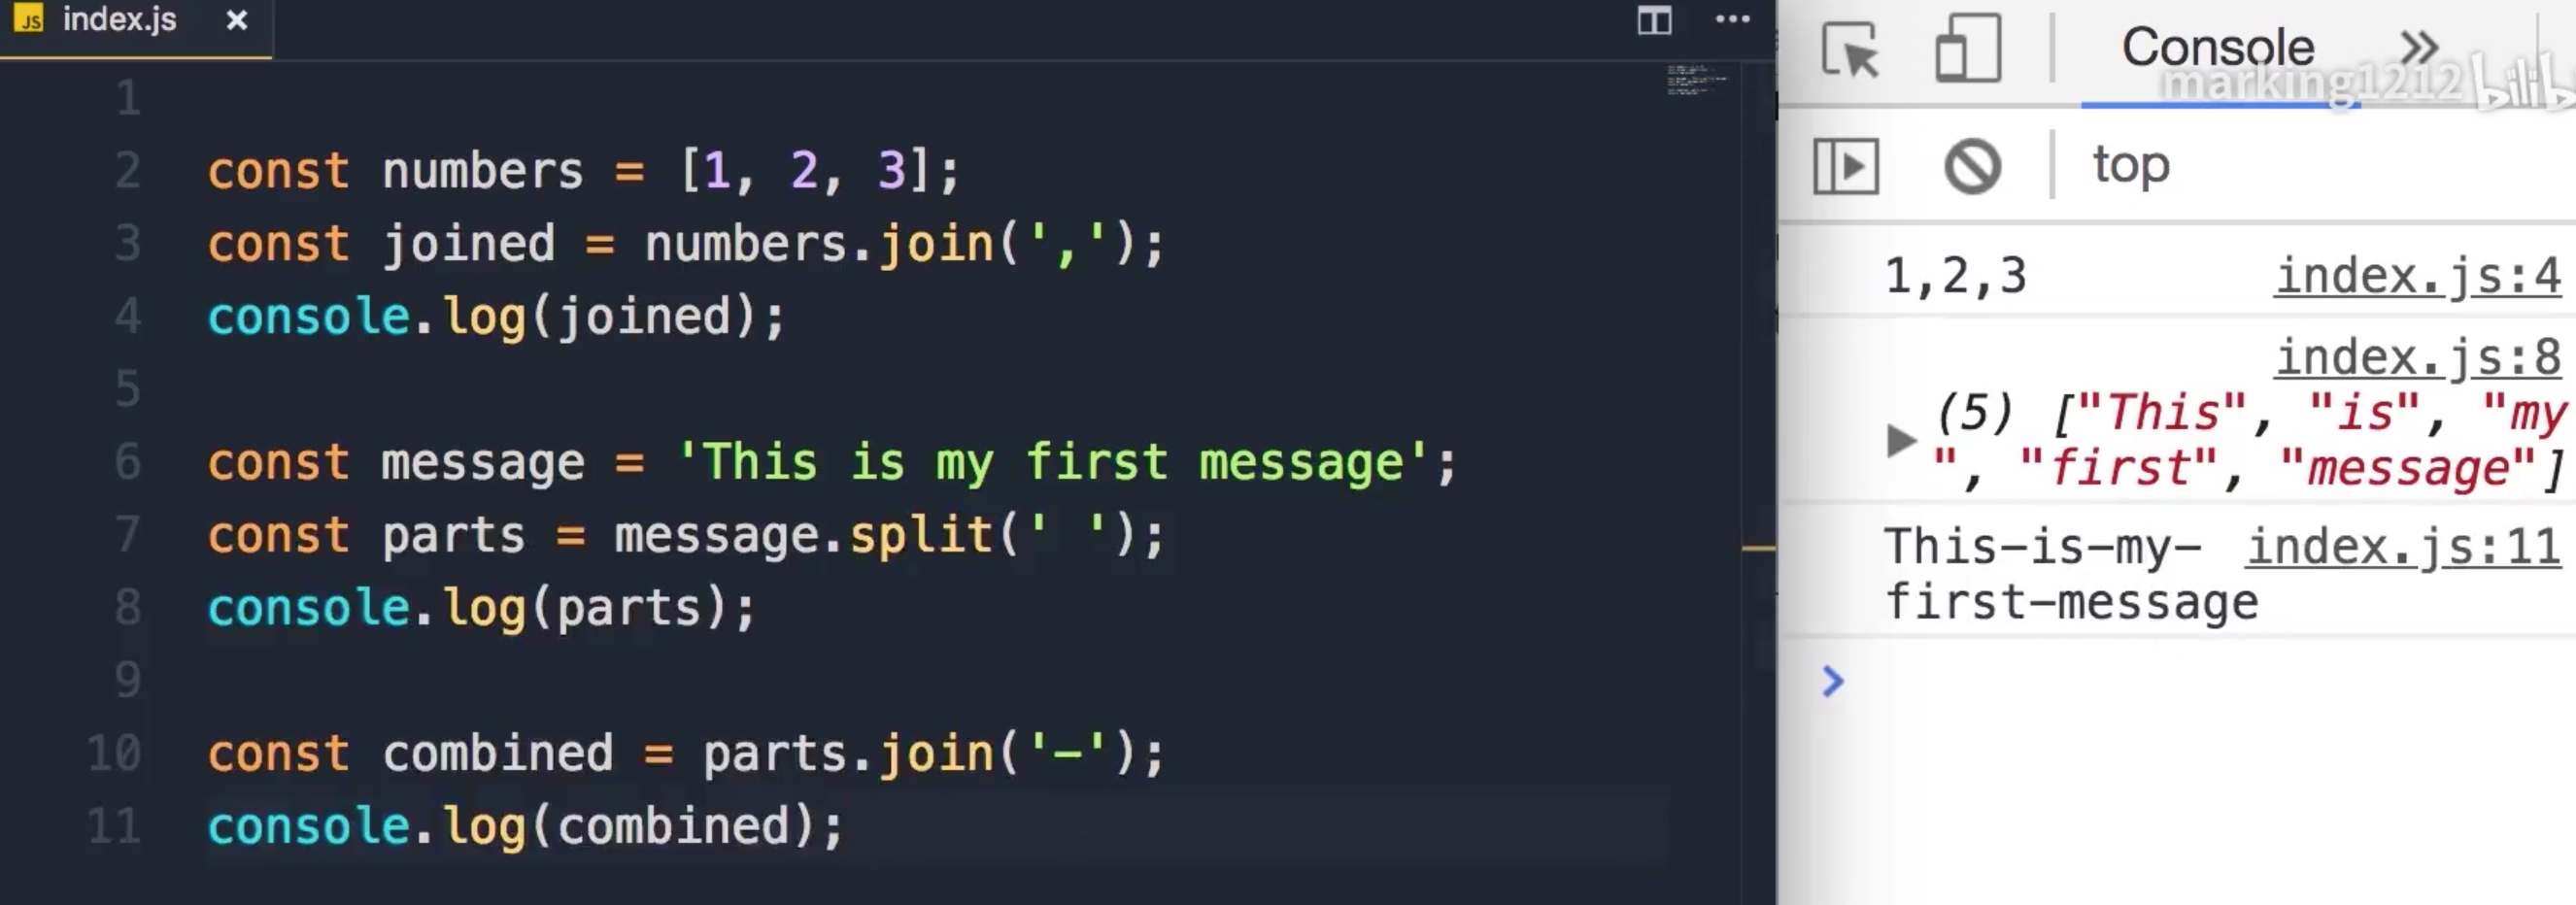 JS index.js ×
1
2 const numbers = [1, 2, 3];
3 const joined = numbers.join(',');
4 console.log(joined);
5
6 const message = 'This is my first message';
7 const parts = message.split(' ');
8 console.log(parts);
9
10 const combined = parts.join('-');
11 console.log(combined);
Console
marking1212 bilib
top
1,2,3 index.js:4
index.js:8
(5) ["This", "is", "my
", "first", "message"]
This-is-my- index.js:11
first-message